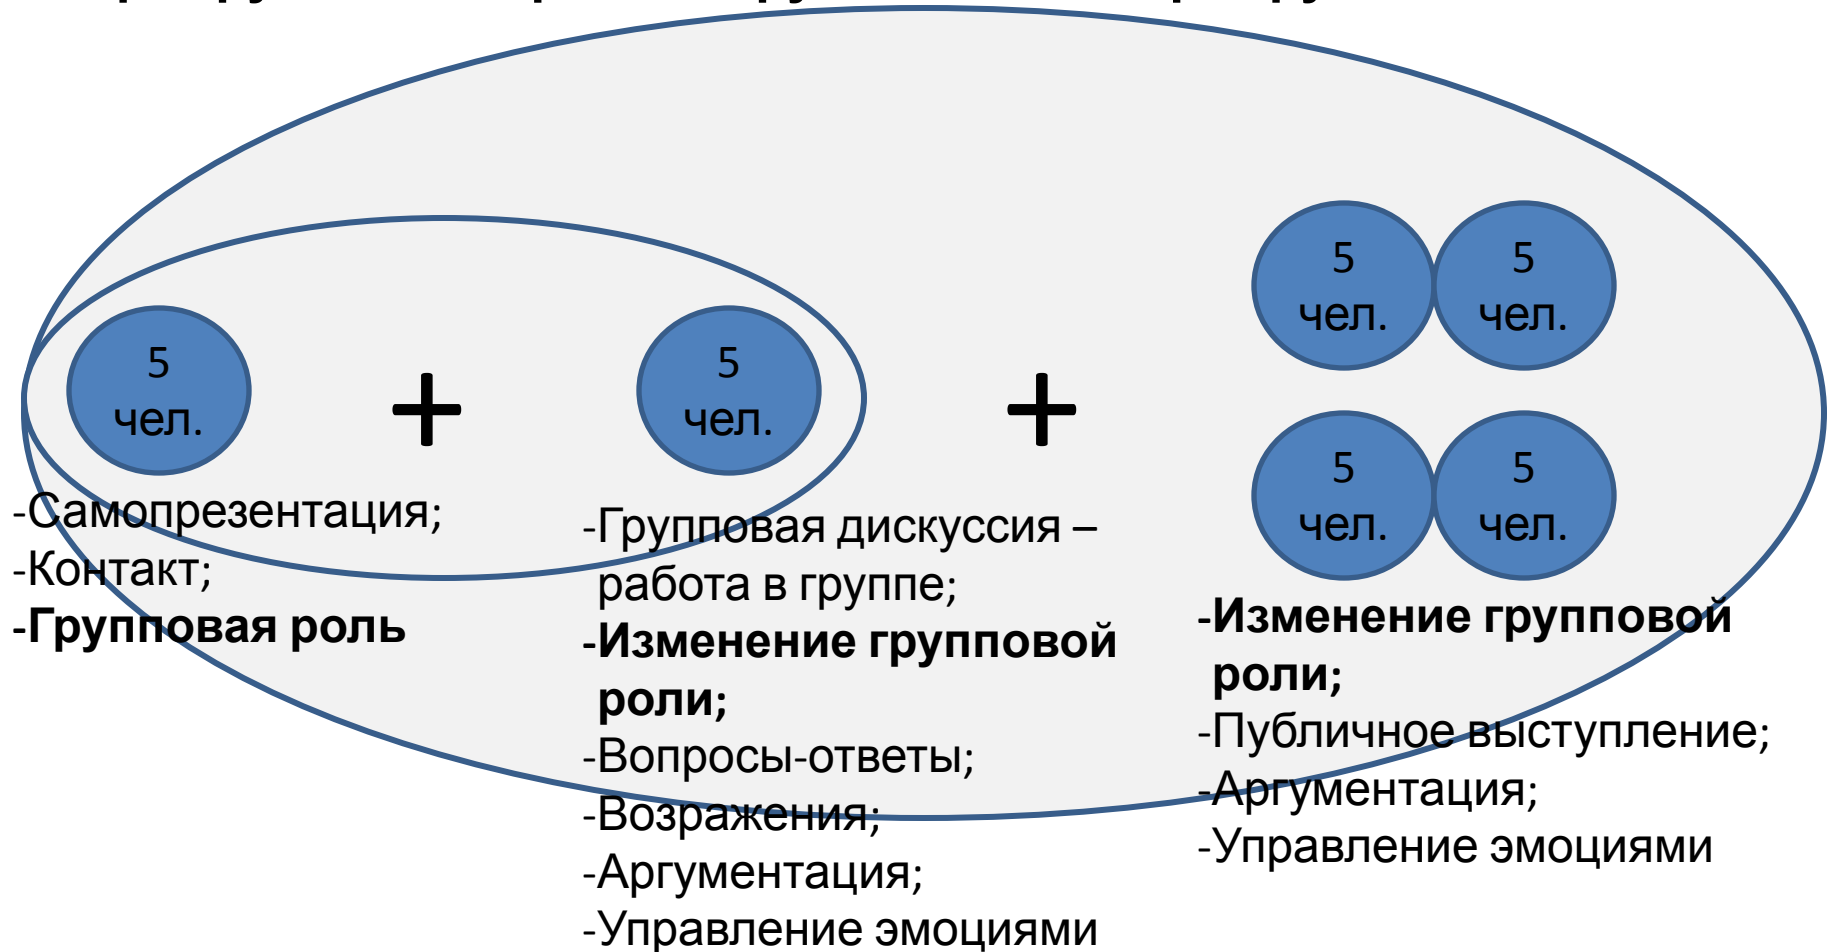 5
чел.
+
5
чел.
+
5
чел.
5
чел.
5
чел.
5
чел.
-Самопрезентация;
-Контакт;
-Групповая роль
-Групповая дискуссия –
работа в группе;
-Изменение групповой
роли;
-Вопросы-ответы;
-Возражения;
-Аргументация;
-Управление эмоциями
-Изменение групповой
роли;
-Публичное выступление;
-Аргументация;
-Управление эмоциями